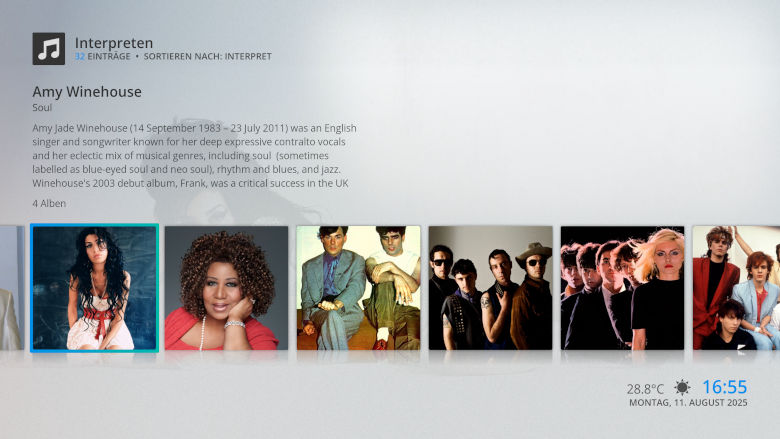 Interpreten
32 EINTRÄGE • SORTIEREN NACH: INTERPRET
Amy Winehouse
Soul
Amy Jade Winehouse (14 September 1983 – 23 July 2011) was an English
singer and songwriter known for her deep expressive contralto vocals
and her eclectic mix of musical genres, including soul (sometimes
labelled as blue-eyed soul and neo soul), rhythm and blues, and jazz.
Winehouse's 2003 debut album, Frank, was a critical success in the UK
4 Alben
28.8°C 16:55
MONTAG, 11. AUGUST 2025